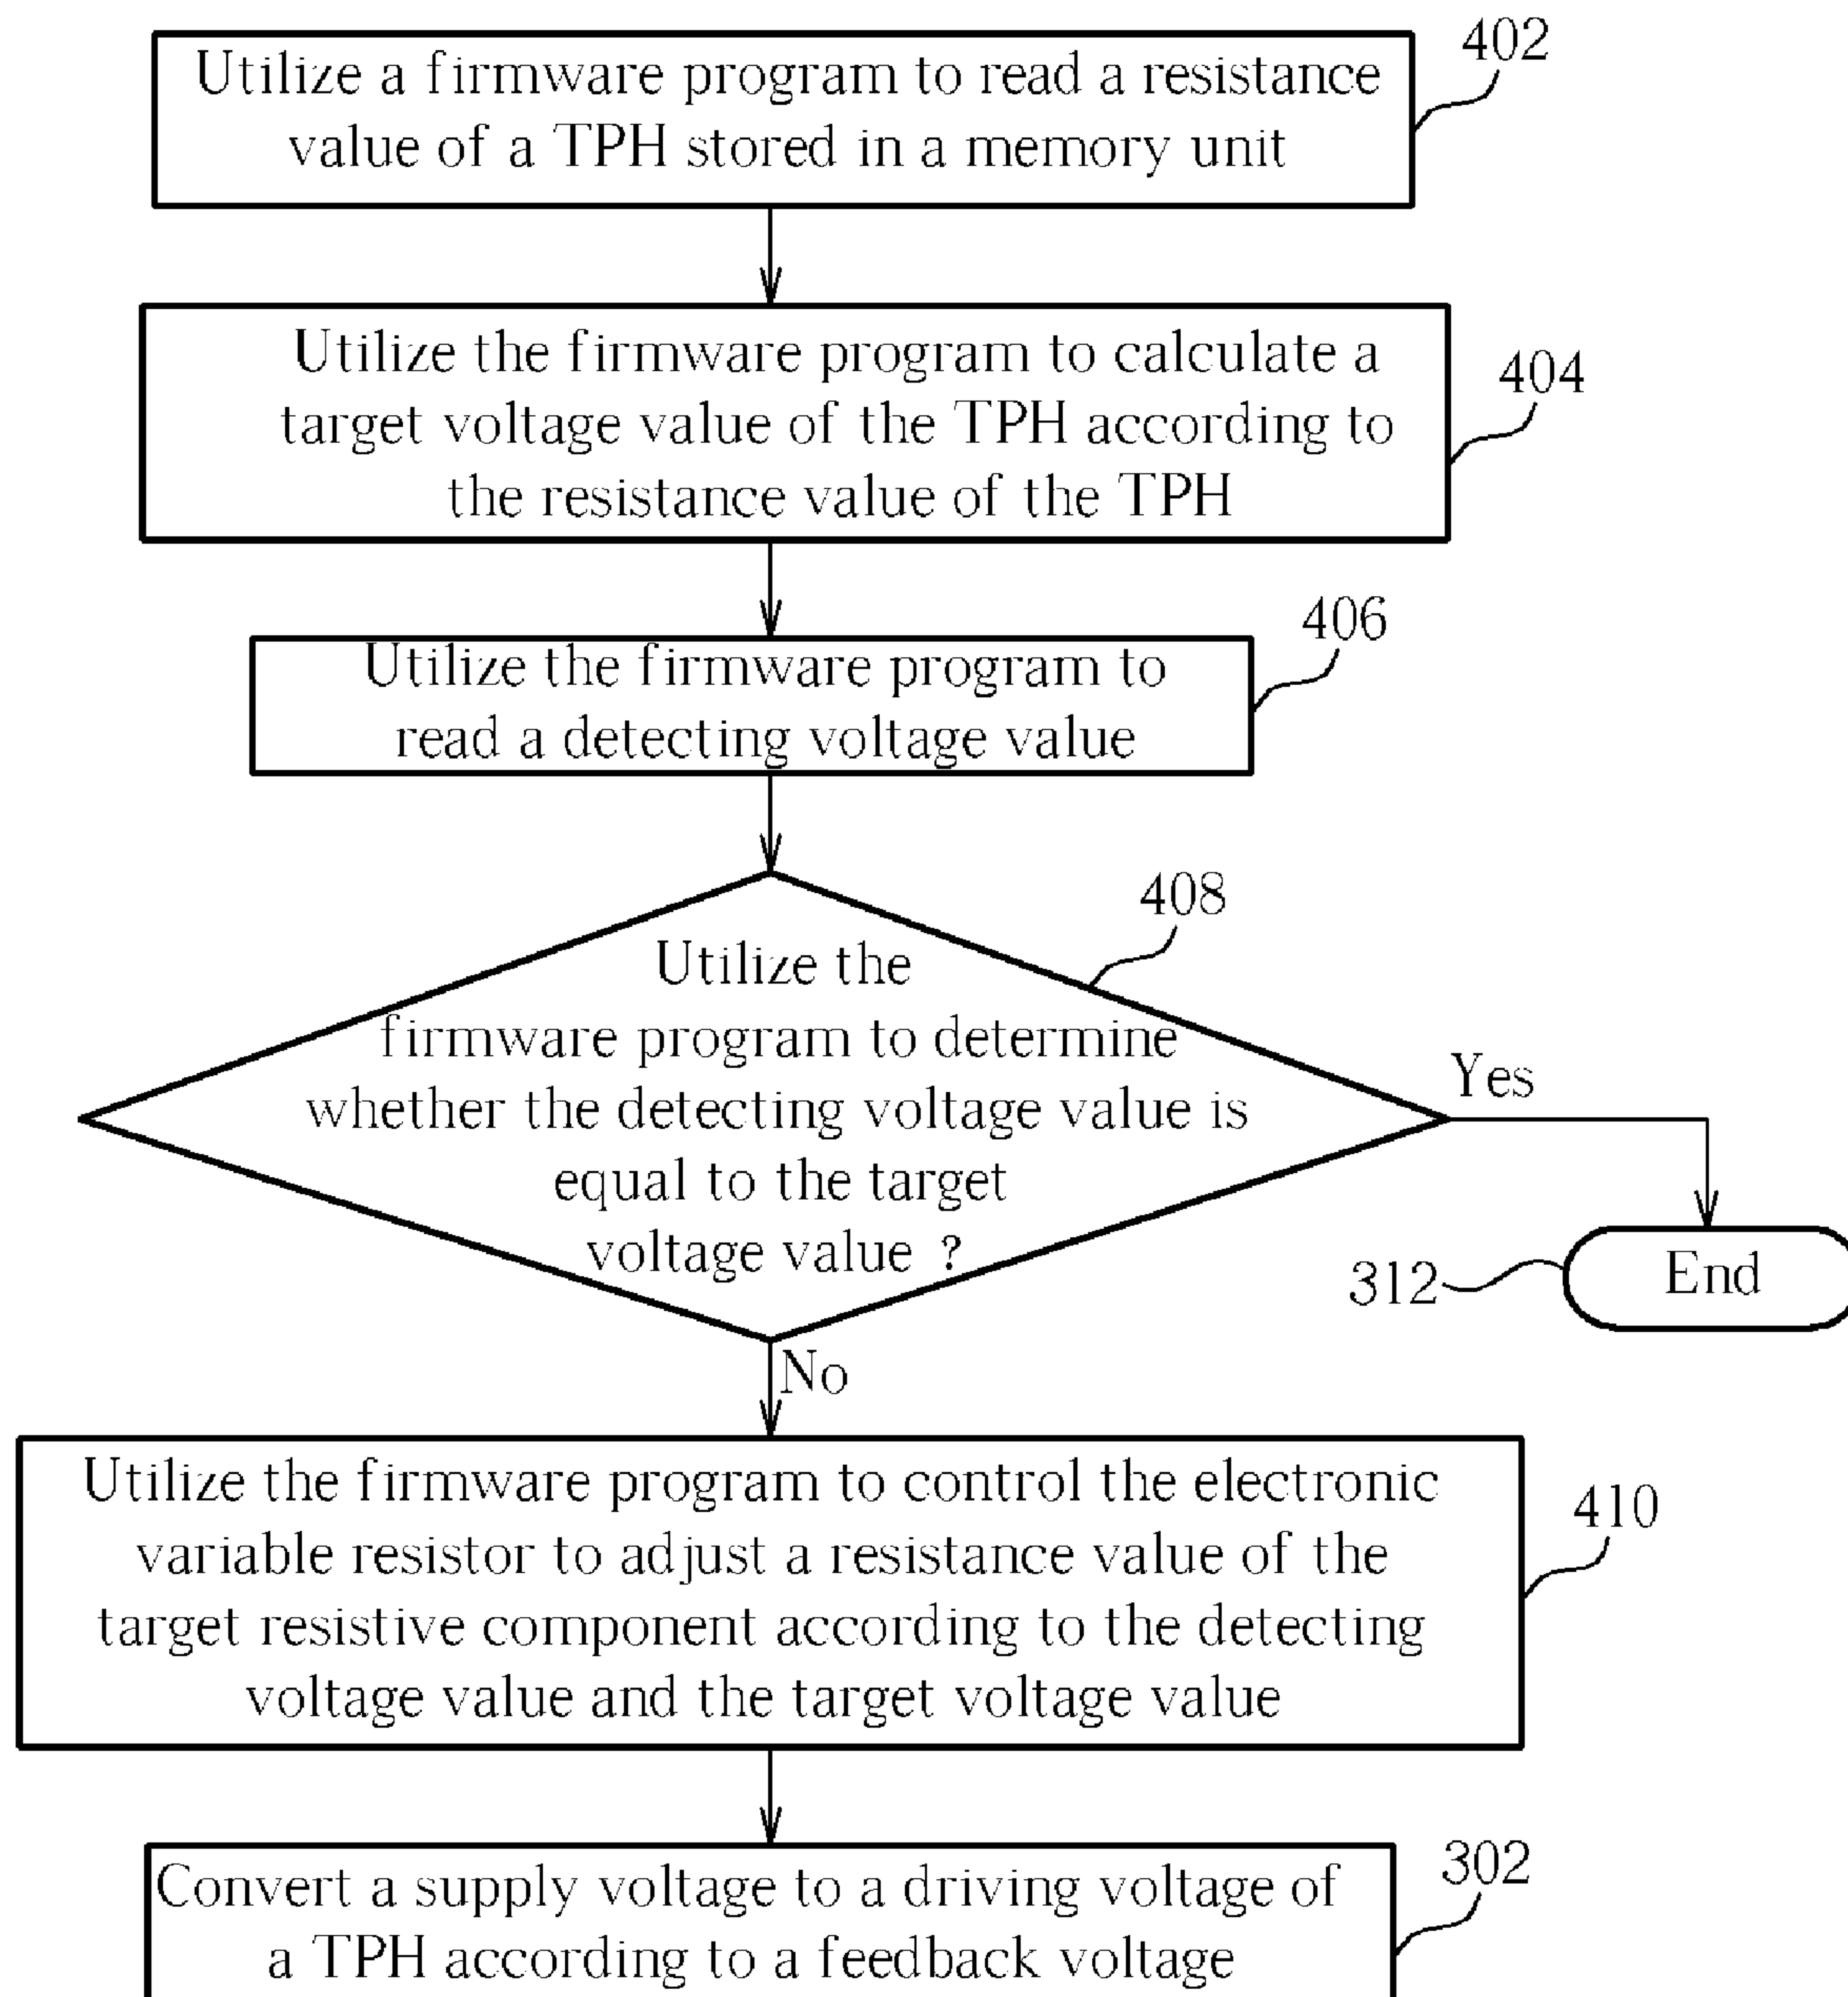 402
Utilize a firmware program to read a resistance
value of a TPH stored in a memory unit
Utilize the firmware program to calculate a
target voltage value of the TPH according to
the resistance value of the TPH
404
406
Utilize the firmware program to
read a detecting voltage value
408
Utilize the
firmware program to determine
whether the detecting voltage value is
equal to the target
voltage value ?
Yes
312
End
No
Utilize the firmware program to control the electronic
variable resistor to adjust a resistance value of the
target resistive component according to the detecting
voltage value and the target voltage value
410
302
Convert a supply voltage to a driving voltage of
a TPH according to a feedback voltage